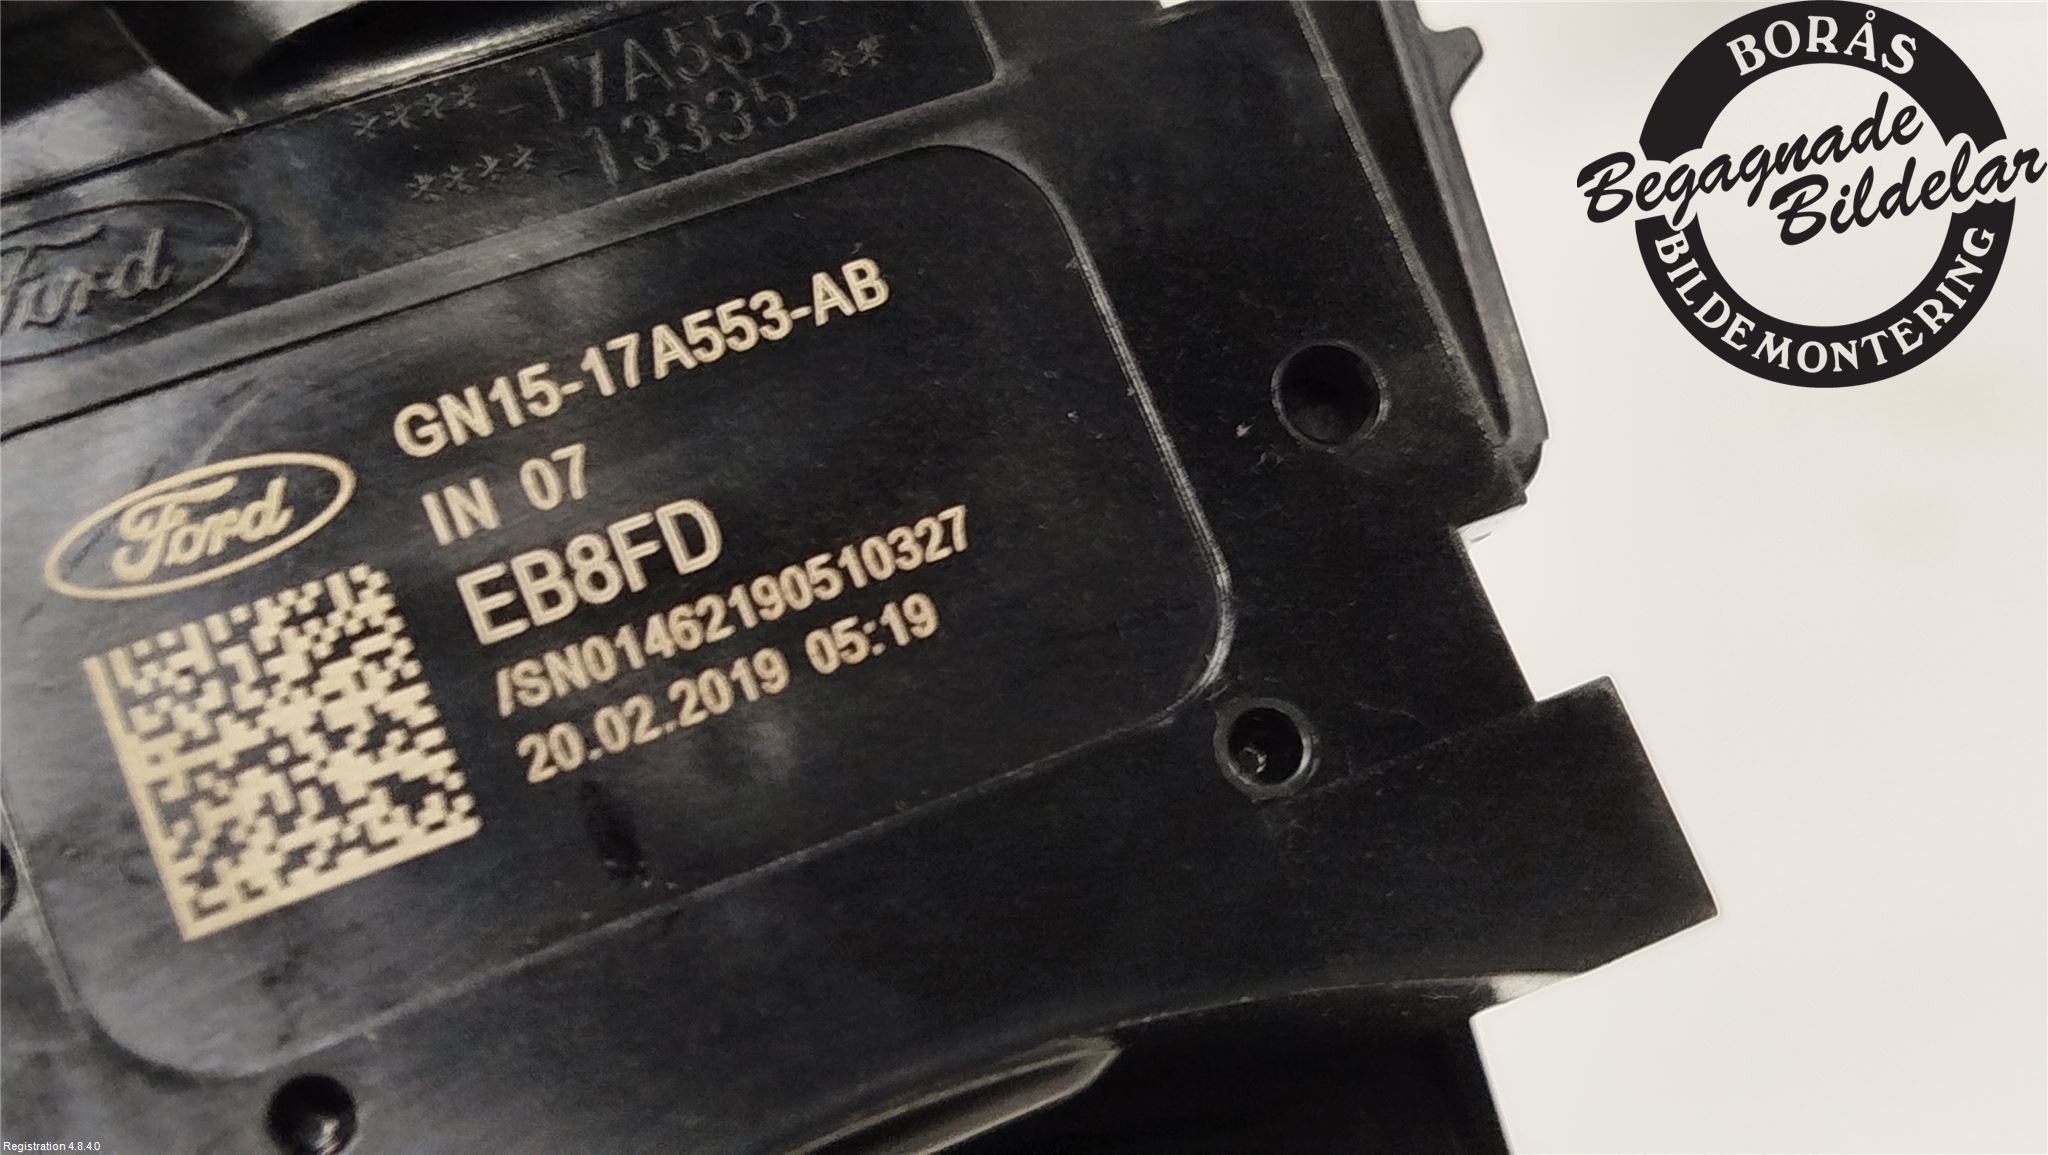 ****-17A553-
****-13335-**
Ford
GN15-17A553-AB
IN 07
Ford
EB8FD
/SN01462190510327
20.02.2019 05:19
BORÅS
Begagnade
Bildelar
BILDEMONTERING
Registration 4.8.4.0